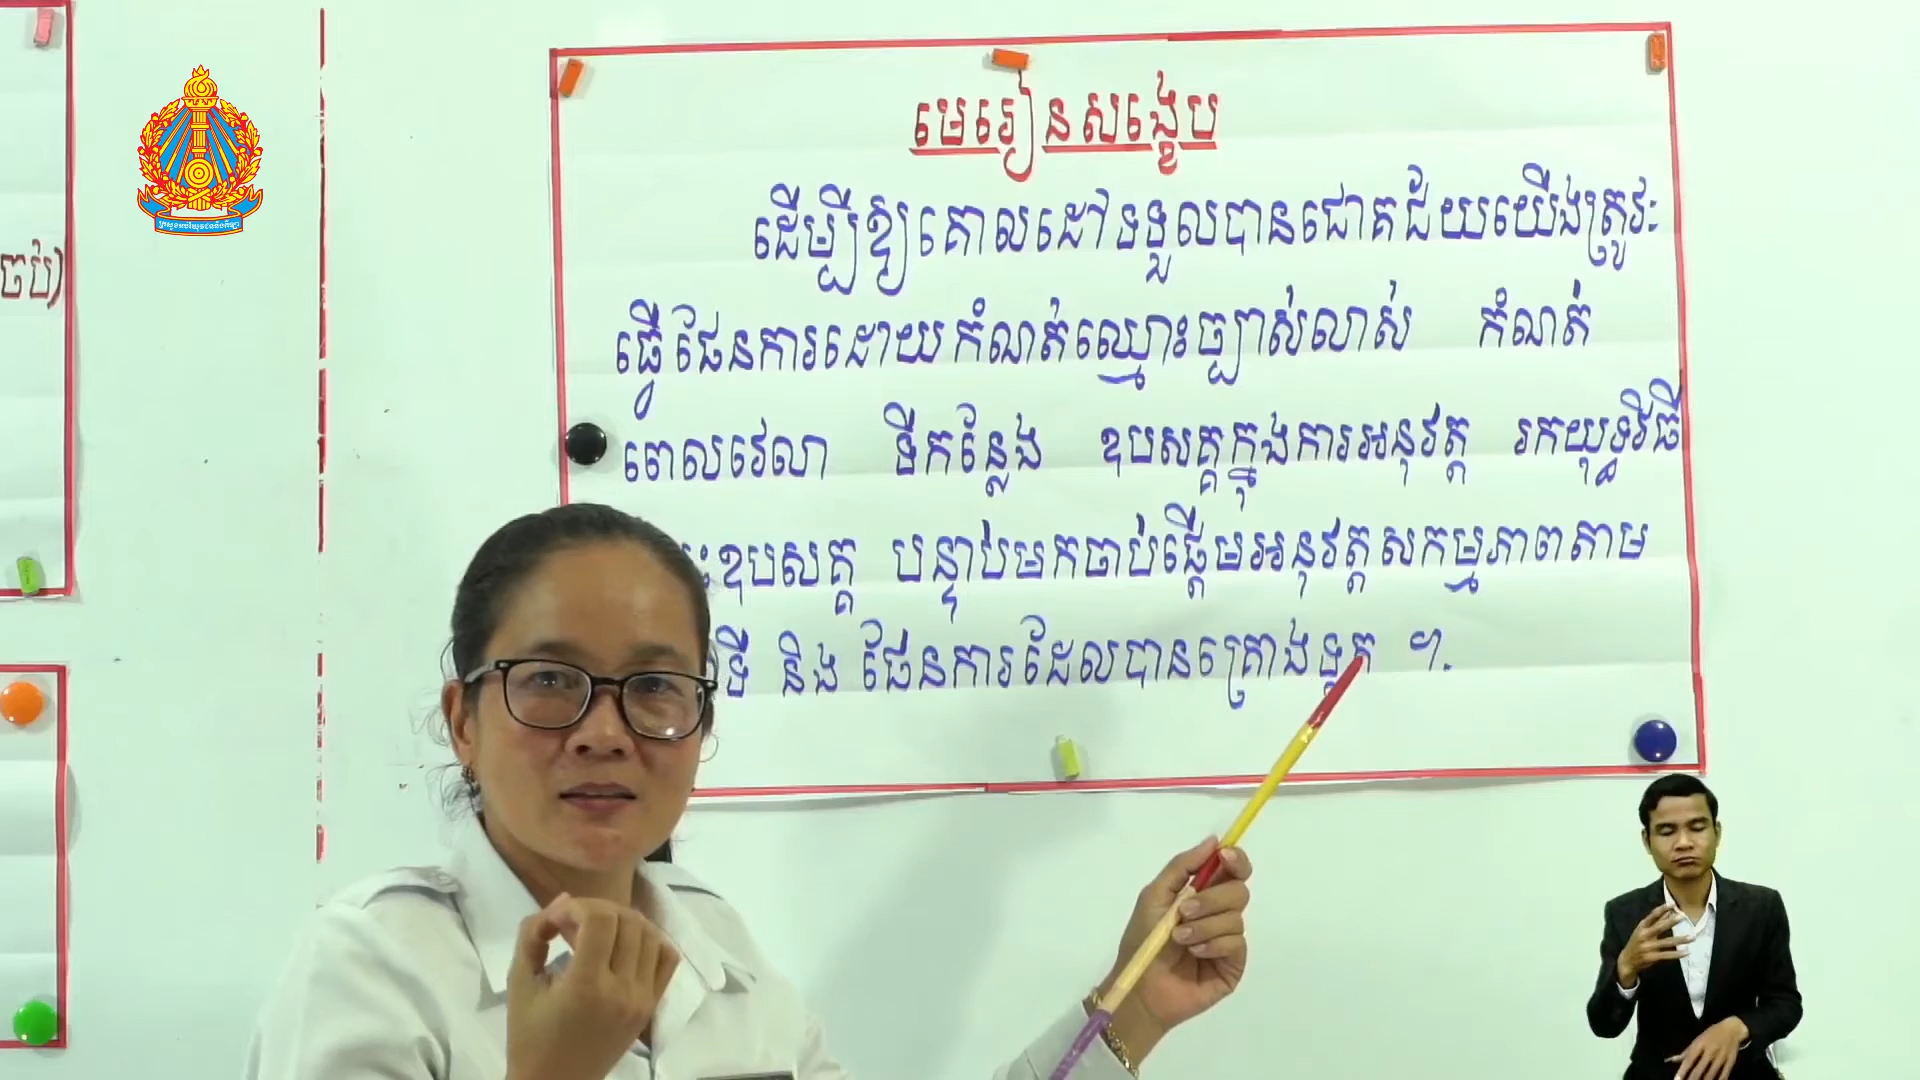 ចប់)
មេរៀនសង្ខេប
ដើម្បីឱ្យគោលដៅទទួលបានជោគជ័យយើងត្រូវ:
ធ្វើផែនការដោយកំណត់ឈ្មោះច្បាស់លាស់ កំណត់
ពេលវេលា ទីកន្លែង ឧបសគ្គក្នុងការអនុវត្ត រកយុទ្ធវិធី
ឧបសគ្គ បន្ទាប់មកចាប់ផ្ដើមអនុវត្តសកម្មភាពតាម
ទី និង ផែនការដែលបានគ្រោងទុក ។